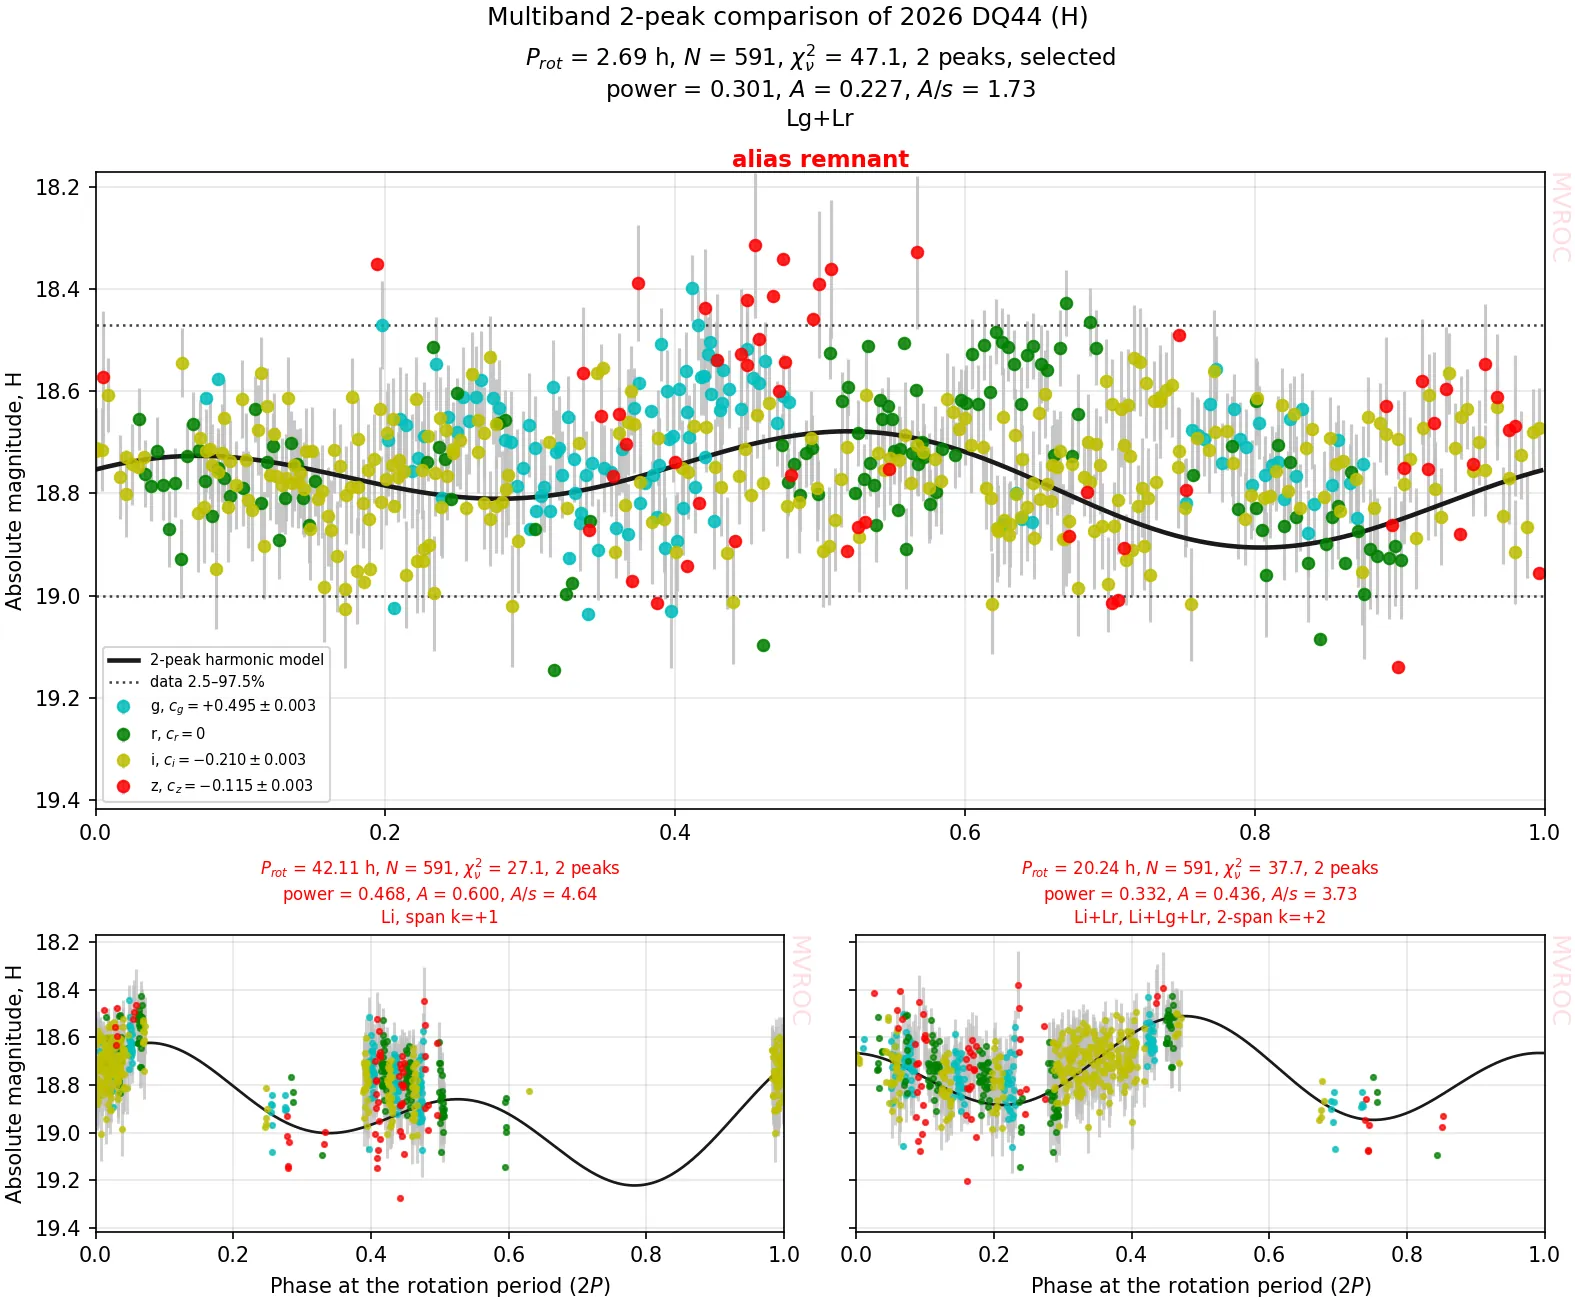 Multiband 2-peak comparison of 2026 DQ44 (H)
P_rot = 2.69 h, N = 591, χ²_ν = 47.1, 2 peaks, selected
power = 0.301, A = 0.227, A/s = 1.73
Lg+Lr
alias remnant
MVROC
Absolute magnitude, H
18.2
18.4
18.6
18.8
19.0
19.2
19.4
2-peak harmonic model
data 2.5–97.5%
g, c_g = +0.495 ± 0.003
r, c_r = 0
i, c_i = −0.210 ± 0.003
z, c_z = −0.115 ± 0.003
0.0 0.2 0.4 0.6 0.8 1.0
P_rot = 42.11 h, N = 591, χ²_ν = 27.1, 2 peaks
power = 0.468, A = 0.600, A/s = 4.64
Li, span k=+1
MVROC
Absolute magnitude, H
18.2
18.4
18.6
18.8
19.0
19.2
19.4
0.0 0.2 0.4 0.6 0.8 1.0
Phase at the rotation period (2P)
P_rot = 20.24 h, N = 591, χ²_ν = 37.7, 2 peaks
power = 0.332, A = 0.436, A/s = 3.73
Li+Lr, Li+Lg+Lr, 2-span k=+2
MVROC
0.0 0.2 0.4 0.6 0.8 1.0
Phase at the rotation period (2P)